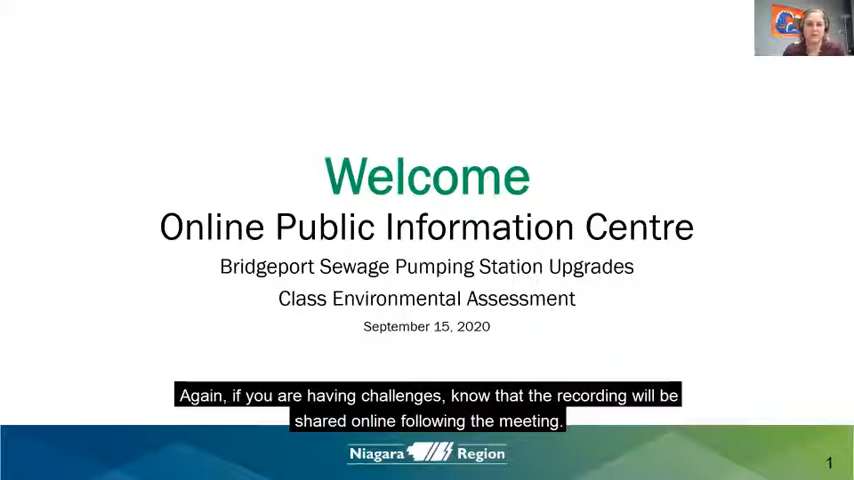 Welcome
Online Public Information Centre
Bridgeport Sewage Pumping Station Upgrades
Class Environmental Assessment
September 15, 2020
Again, if you are having challenges, know that the recording will be
shared online following the meeting.
Niagara Region
1